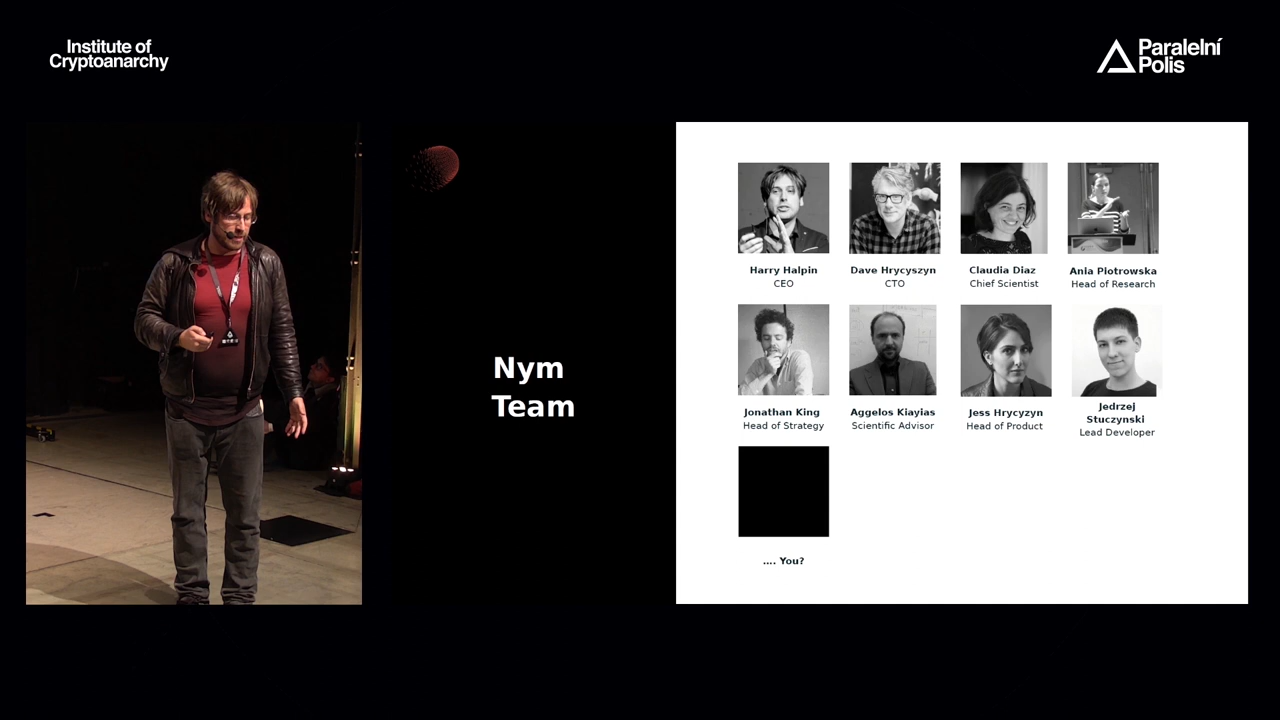 Institute of
Cryptoanarchy
Paralelní
Polis
Nym
Team
Harry Halpin
CEO
Dave Hrycyszyn
CTO
Claudia Diaz
Chief Scientist
Ania Piotrowska
Head of Research
Jonathan King
Head of Strategy
Aggelos Kiayias
Scientific Advisor
Jess Hrycyzyn
Head of Product
Jedrzej
Stuczynski
Lead Developer
.... You?